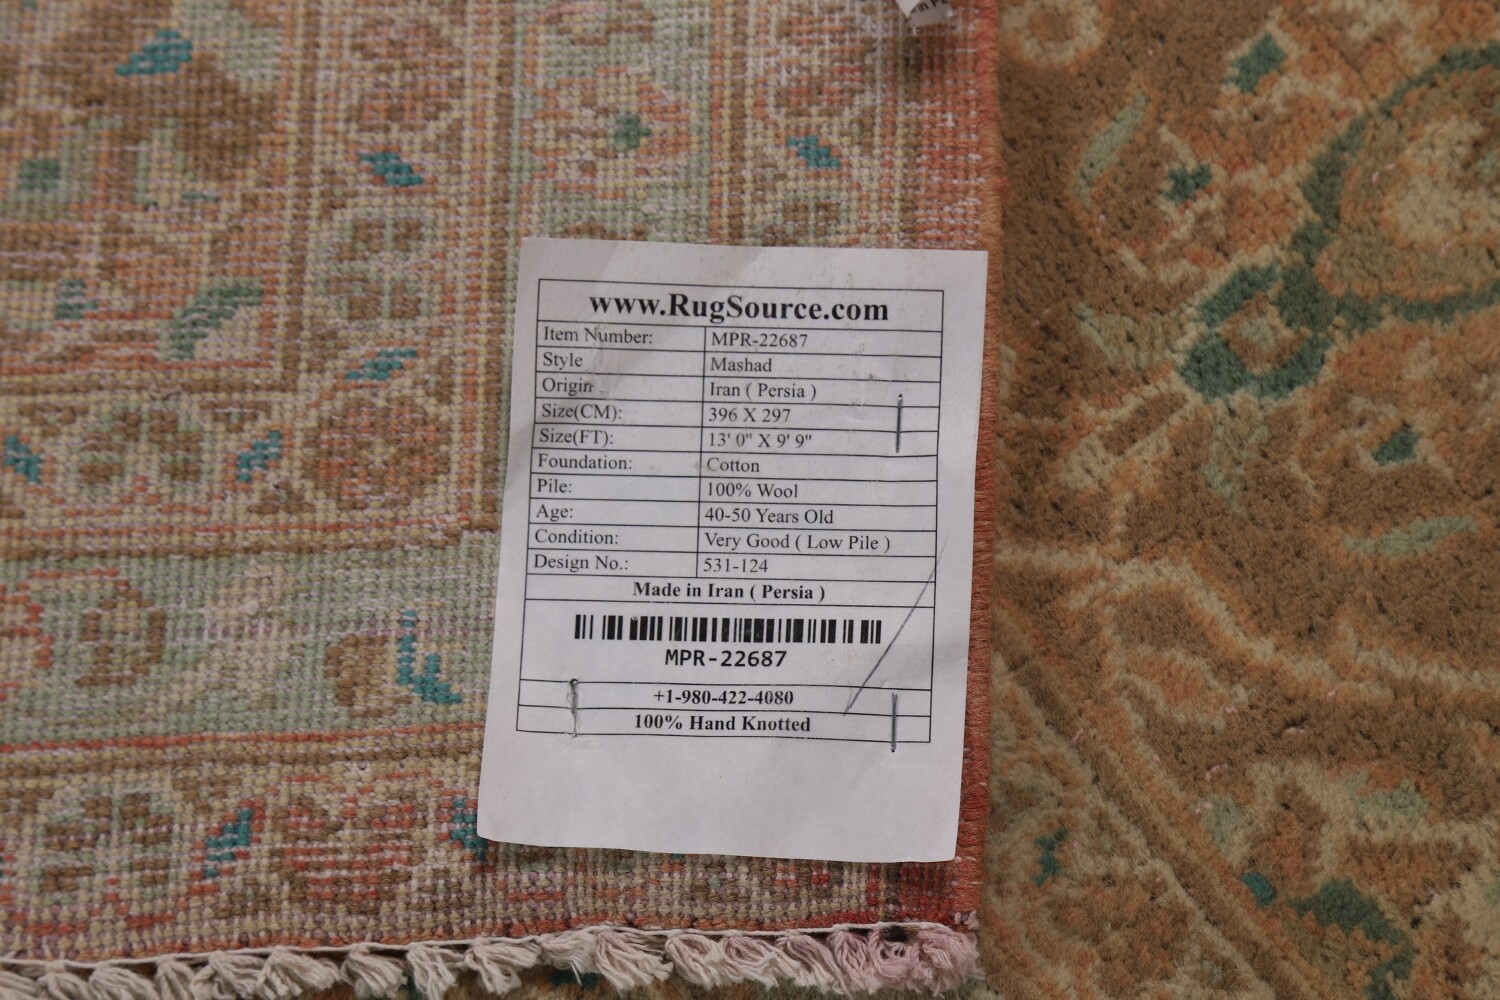 www.RugSource.com
Item Number: MPR-22687
Style Mashad
Origin Iran ( Persia )
Size(CM): 396 X 297
Size(FT): 13' 0" X 9' 9"
Foundation: Cotton
Pile: 100% Wool
Age: 40-50 Years Old
Condition: Very Good ( Low Pile )
Design No.: 531-124
Made in Iran ( Persia )
MPR-22687
+1-980-422-4080
100% Hand Knotted